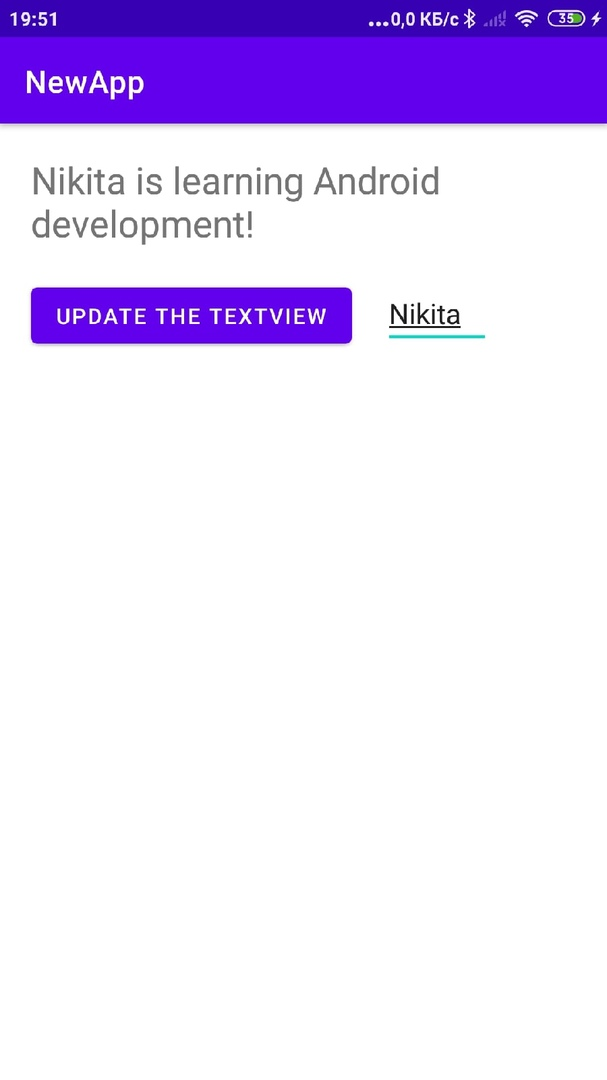 19:51 ...0,0 КБ/с 35
NewApp
Nikita is learning Android
development!
UPDATE THE TEXTVIEW Nikita